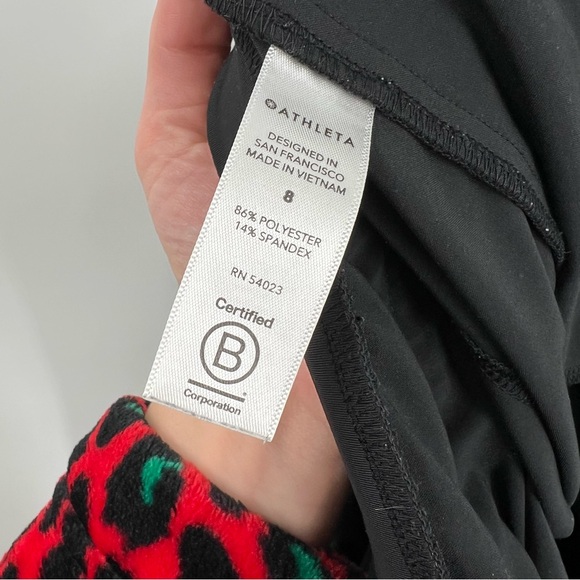 ATHLETA
DESIGNED IN
SAN FRANCISCO
MADE IN VIETNAM
8
86% POLYESTER
14% SPANDEX
RN 54023
Certified
B
Corporation